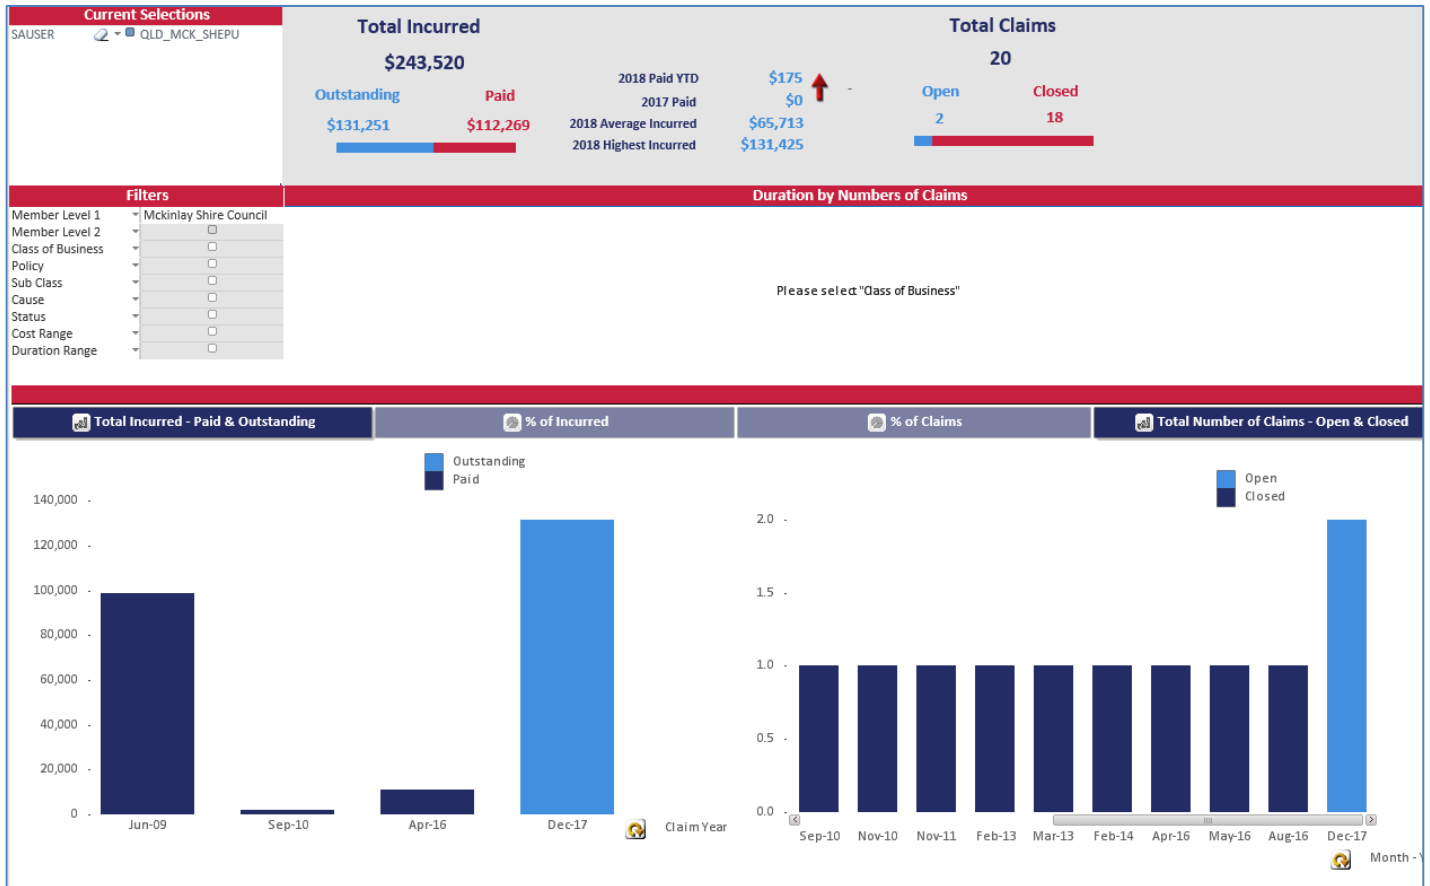 Current Selections
SAUSER QLD_MCK_SHEPU
Total Incurred
$243,520
Outstanding Paid
$131,251 $112,269
2018 Paid YTD $175
2017 Paid $0
2018 Average Incurred $65,713
2018 Highest Incurred $131,425
-
Total Claims
20
Open Closed
2 18
Filters
Member Level 1 Mckinlay Shire Council
Member Level 2
Class of Business
Policy
Sub Class
Cause
Status
Cost Range
Duration Range
Duration by Numbers of Claims
Please select "Class of Business"
Total Incurred - Paid & Outstanding
% of Incurred
% of Claims
Total Number of Claims - Open & Closed
Outstanding
Paid
140,000
120,000
100,000
80,000
60,000
40,000
20,000
0
Jun-09 Sep-10 Apr-16 Dec-17
Claim Year
Open
Closed
2.0
1.5
1.0
0.5
0.0
Sep-10 Nov-10 Nov-11 Feb-13 Mar-13 Feb-14 Apr-16 May-16 Aug-16 Dec-17
Month -